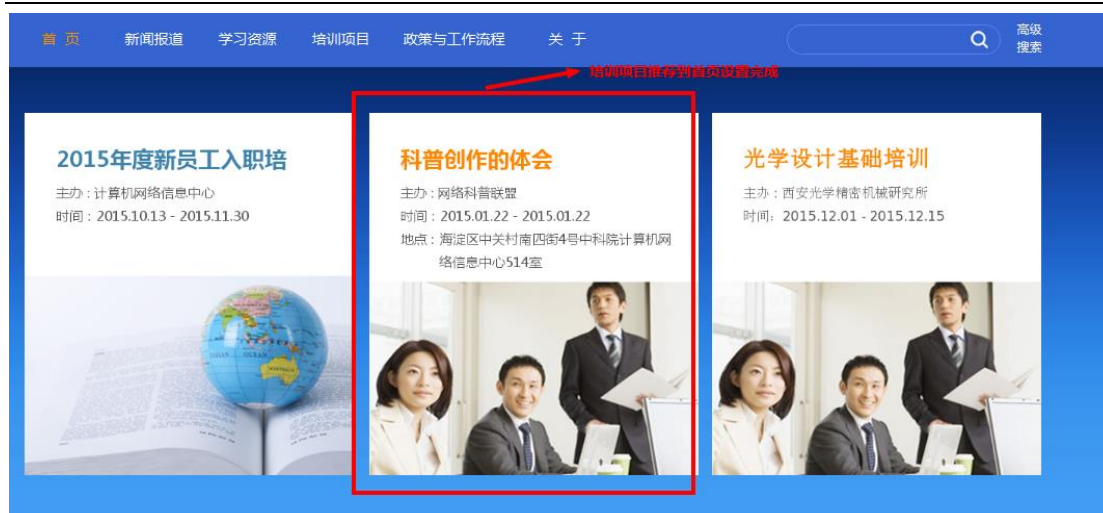 首 页 新闻报道 学习资源 培训项目 政策与工作流程 关 于 高级
搜索
培训项目推荐到首页设置完成
2015年度新员工入职培
主办：计算机网络信息中心
时间：2015.10.13 - 2015.11.30
科普创作的体会
主办：网络科普联盟
时间：2015.01.22 - 2015.01.22
地点：海淀区中关村南四街4号中科院计算机网
络信息中心514室
光学设计基础培训
主办：西安光学精密机械研究所
时间：2015.12.01 - 2015.12.15